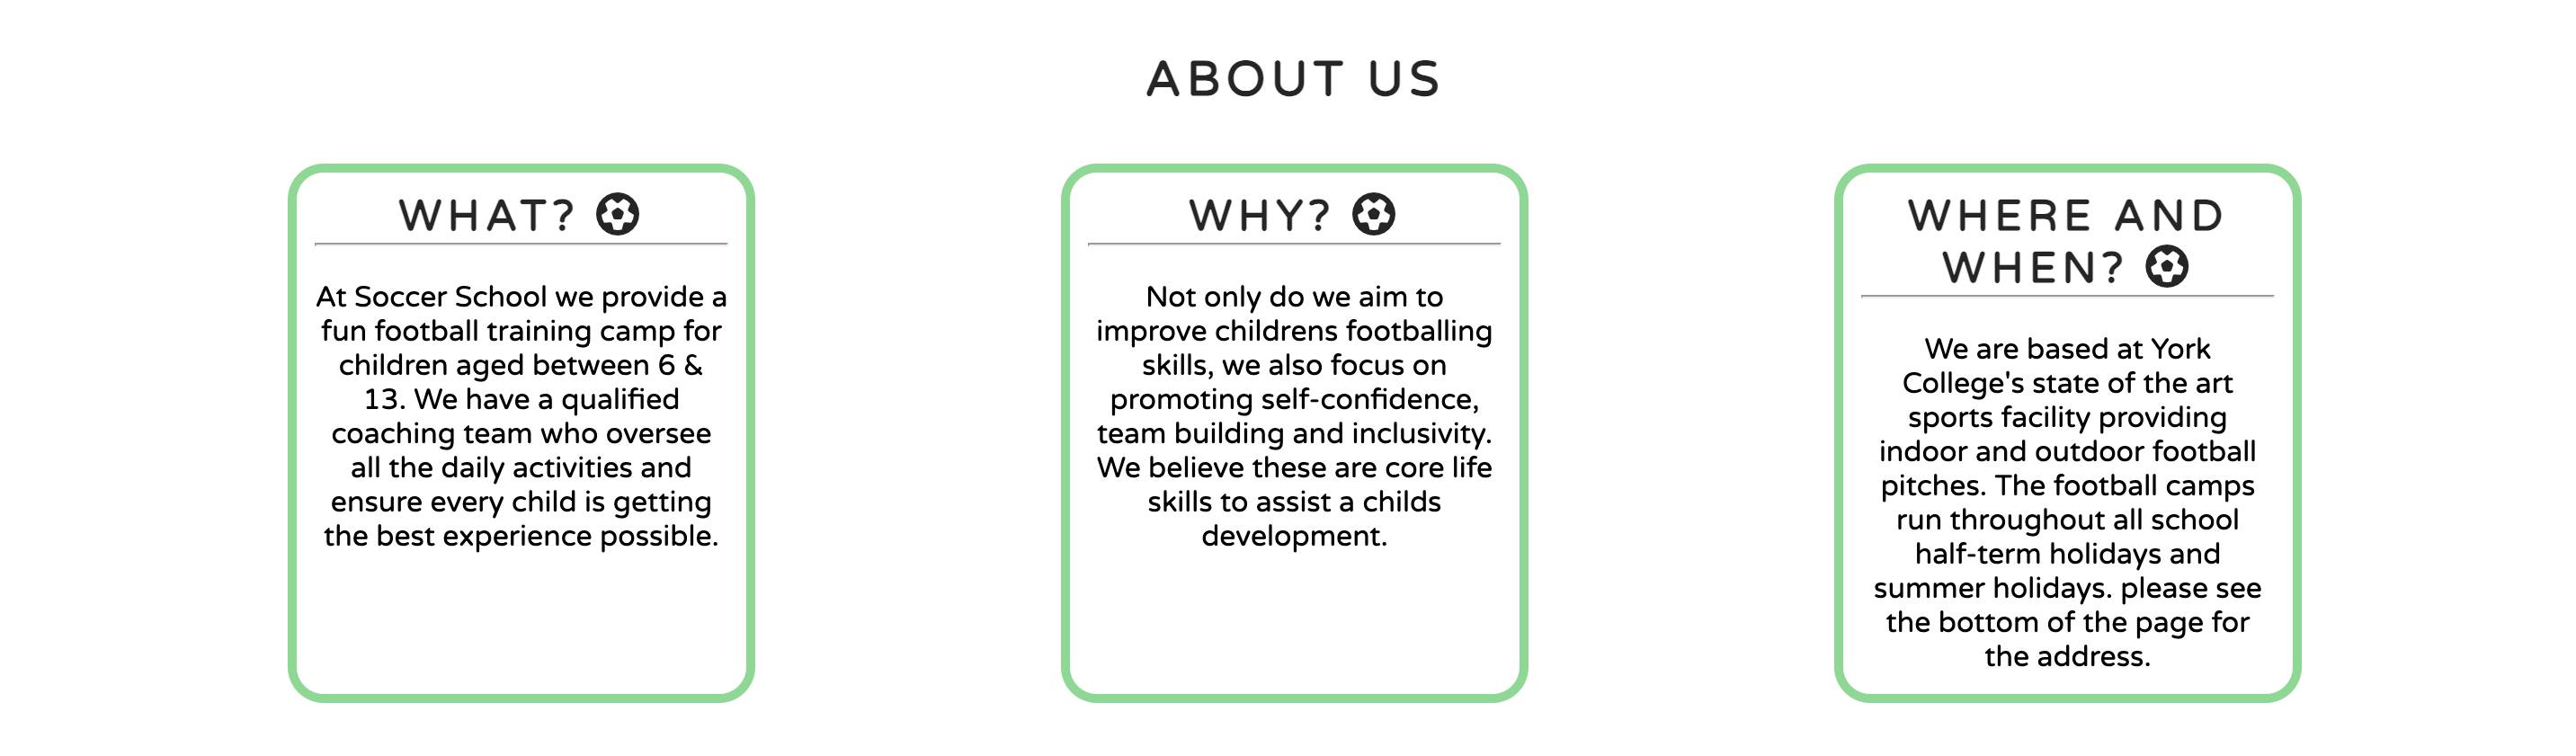 ABOUT US
WHAT?
At Soccer School we provide a
fun football training camp for
children aged between 6 &
13. We have a qualified
coaching team who oversee
all the daily activities and
ensure every child is getting
the best experience possible.
WHY?
Not only do we aim to
improve childrens footballing
skills, we also focus on
promoting self-confidence,
team building and inclusivity.
We believe these are core life
skills to assist a childs
development.
WHERE AND
WHEN?
We are based at York
College's state of the art
sports facility providing
indoor and outdoor football
pitches. The football camps
run throughout all school
half-term holidays and
summer holidays. please see
the bottom of the page for
the address.